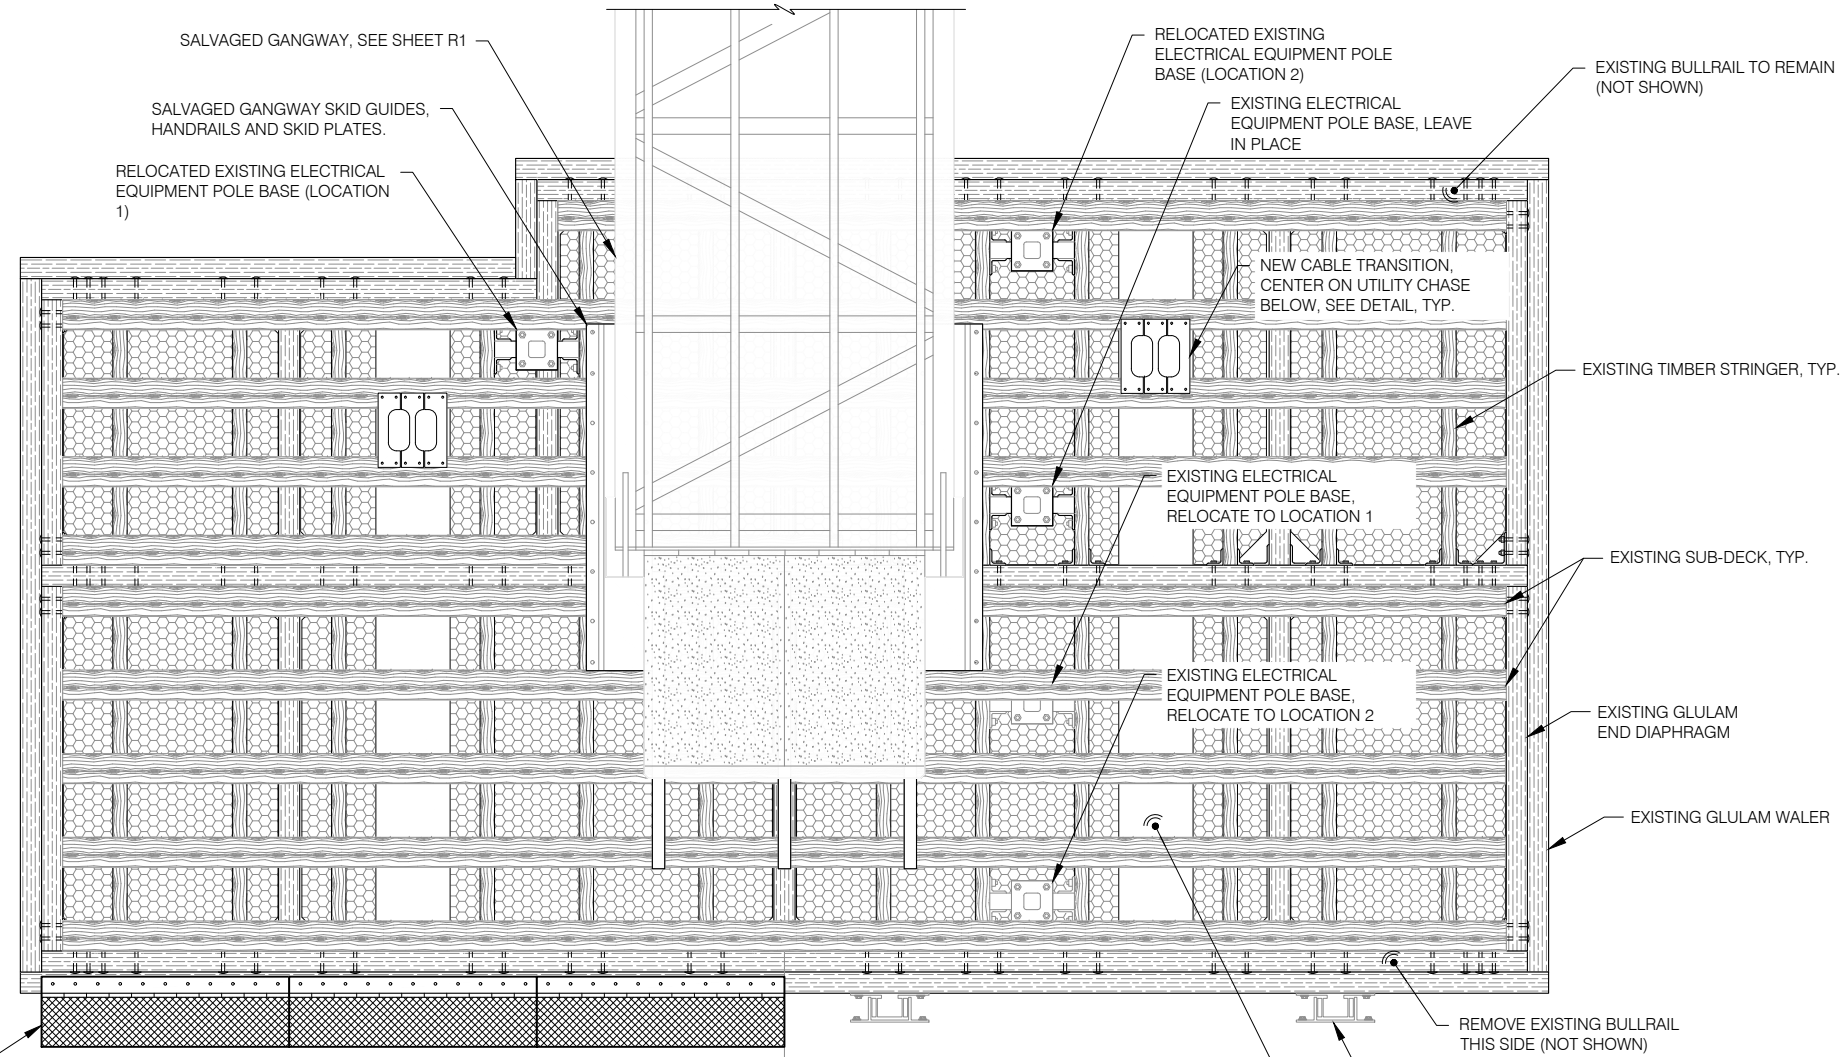 SALVAGED GANGWAY, SEE SHEET R1
SALVAGED GANGWAY SKID GUIDES,
HANDRAILS AND SKID PLATES.
RELOCATED EXISTING ELECTRICAL
EQUIPMENT POLE BASE (LOCATION
1)
RELOCATED EXISTING
ELECTRICAL EQUIPMENT POLE
BASE (LOCATION 2)
EXISTING ELECTRICAL
EQUIPMENT POLE BASE, LEAVE
IN PLACE
EXISTING BULLRAIL TO REMAIN
(NOT SHOWN)
NEW CABLE TRANSITION,
CENTER ON UTILITY CHASE
BELOW, SEE DETAIL, TYP.
EXISTING TIMBER STRINGER, TYP.
EXISTING ELECTRICAL
EQUIPMENT POLE BASE,
RELOCATE TO LOCATION 1
EXISTING SUB-DECK, TYP.
EXISTING ELECTRICAL
EQUIPMENT POLE BASE,
RELOCATE TO LOCATION 2
EXISTING GLULAM
END DIAPHRAGM
EXISTING GLULAM WALER
REMOVE EXISTING BULLRAIL
THIS SIDE (NOT SHOWN)